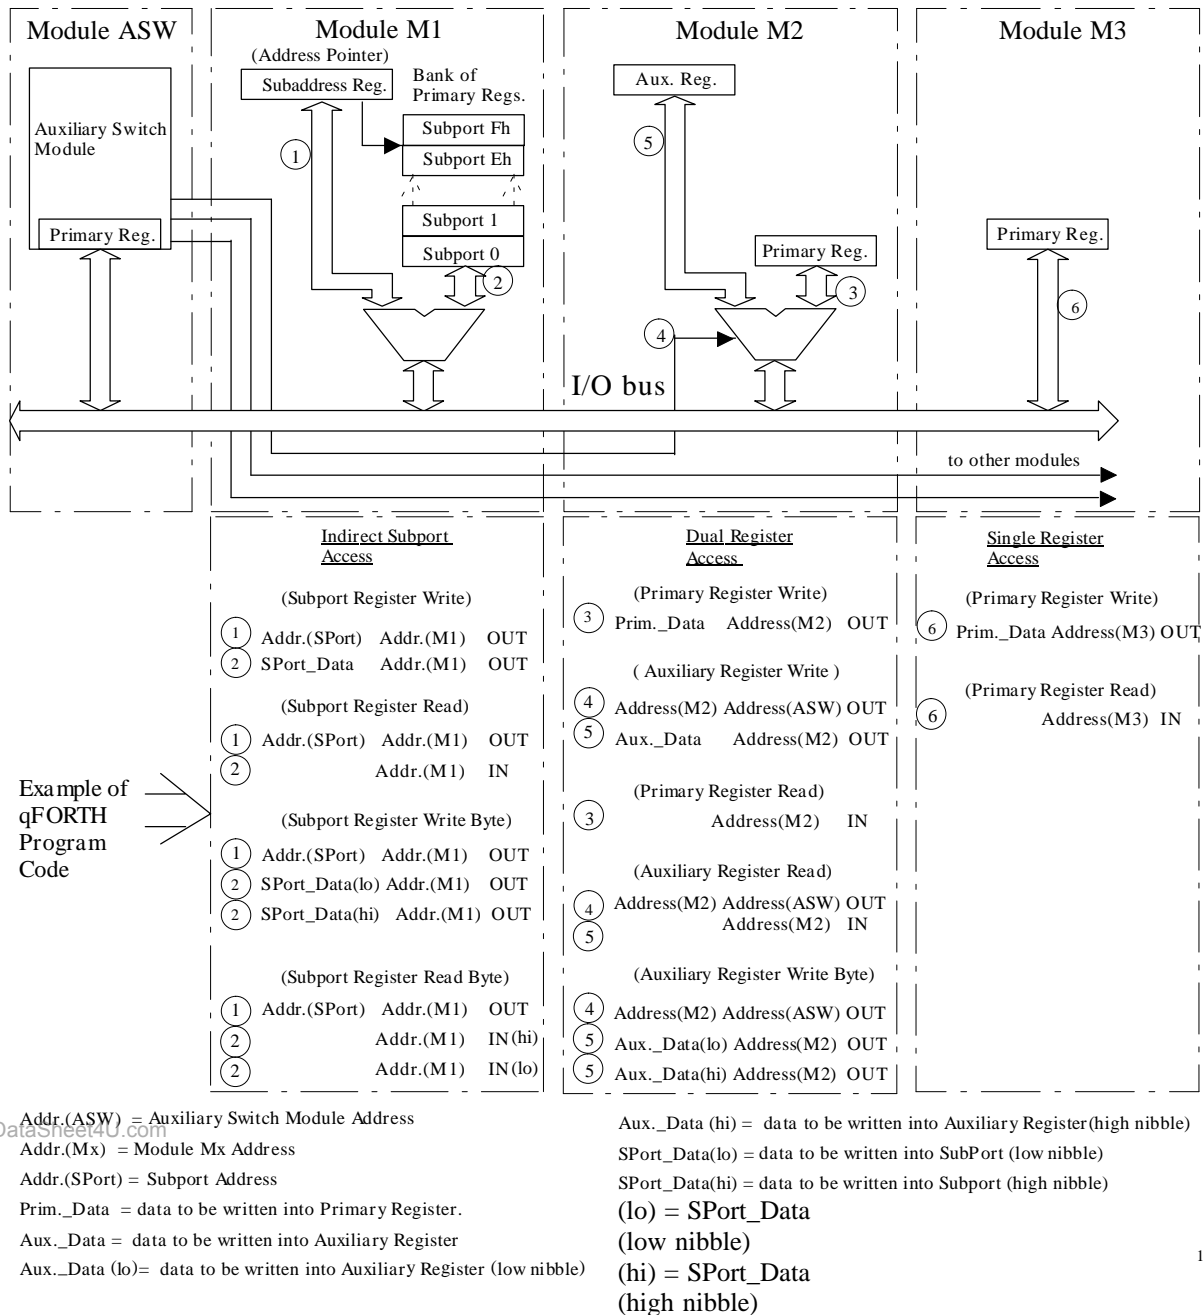 Module ASW
Module M1
Module M2
Module M3
(Address Pointer)
Subaddress Reg.
Bank of
Primary Regs.
Aux. Reg.
Auxiliary Switch
Module
Subport Fh
Subport Eh
1
5
Subport 1
Subport 0
Primary Reg.
Primary Reg.
Primary Reg.
2
3
4
6
I/O bus
to other modules
Indirect Subport
Access
(Subport Register Write)
1 Addr.(SPort) Addr.(M1) OUT
2 SPort_Data Addr.(M1) OUT
(Subport Register Read)
1 Addr.(SPort) Addr.(M1) OUT
2 Addr.(M1) IN
(Subport Register Write Byte)
1 Addr.(SPort) Addr.(M1) OUT
2 SPort_Data(lo) Addr.(M1) OUT
2 SPort_Data(hi) Addr.(M1) OUT
(Subport Register Read Byte)
1 Addr.(SPort) Addr.(M1) OUT
2 Addr.(M1) IN(hi)
2 Addr.(M1) IN(lo)
Dual Register
Access
(Primary Register Write)
3 Prim._Data Address(M2) OUT
( Auxiliary Register Write )
4 Address(M2) Address(ASW) OUT
5 Aux._Data Address(M2) OUT
(Primary Register Read)
3 Address(M2) IN
(Auxiliary Register Read)
4 Address(M2) Address(ASW) OUT
5 Address(M2) IN
(Auxiliary Register Write Byte)
4 Address(M2) Address(ASW) OUT
5 Aux._Data(lo) Address(M2) OUT
5 Aux._Data(hi) Address(M2) OUT
Single Register
Access
(Primary Register Write)
6 Prim._Data Address(M3) OUT
(Primary Register Read)
6 Address(M3) IN
Example of
qFORTH
Program
Code
Addr.(ASW) = Auxiliary Switch Module Address
DataSheet4U.com
Addr.(Mx) = Module Mx Address
Addr.(SPort) = Subport Address
Prim._Data = data to be written into Primary Register.
Aux._Data = data to be written into Auxiliary Register
Aux._Data (lo)= data to be written into Auxiliary Register (low nibble)
Aux._Data (hi) = data to be written into Auxiliary Register(high nibble)
SPort_Data(lo) = data to be written into SubPort (low nibble)
SPort_Data(hi) = data to be written into Subport (high nibble)
(lo) = SPort_Data
(low nibble)
(hi) = SPort_Data
(high nibble)
1